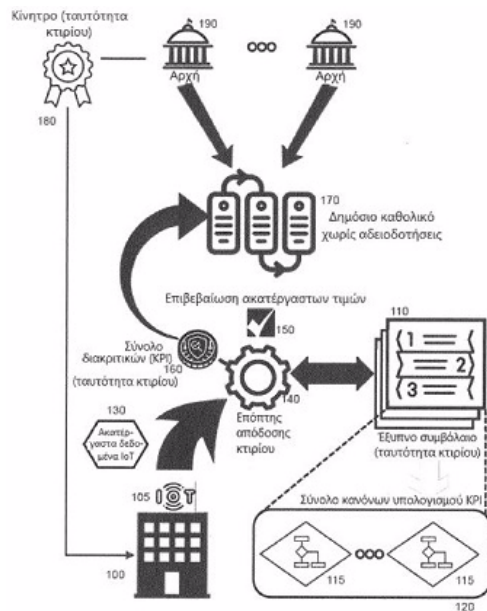 Κίνητρο (ταυτότητα
κτιρίου)
190
190
Αρχή
Αρχή
180
170
Δημόσιο καθολικό
χωρίς αδειοδοτήσεις
Επιβεβαίωση ακατέργαστων τιμών
150
110
1
2
3
Σύνολο
διακριτικών (KPI)
160
(ταυτότητα κτιρίου)
140
Επόπτης
απόδοσης
κτιρίου
130
Ακατέρ-
γαστα δεδο-
μένα IoT
Έξυπνο συμβόλαιο
(ταυτότητα κτιρίου)
105
IOT
Σύνολο κανόνων υπολογισμού KPI
100
115
115
120